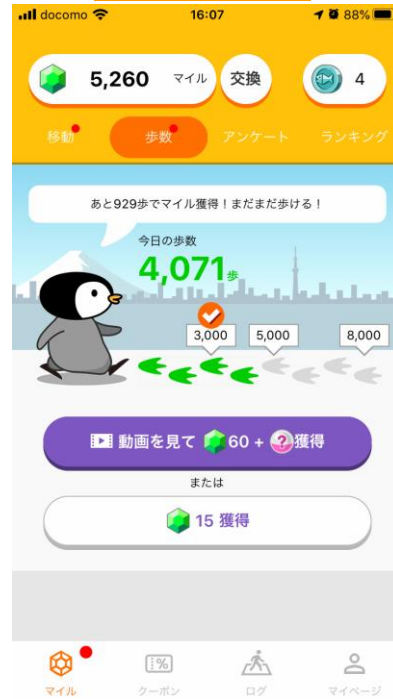 docomo 16:07 88%
5,260 マイル 交換 4
移動 歩数 アンケート ランキング
あと929歩でマイル獲得！まだまだ歩ける！
今日の歩数
4,071歩
3,000 5,000 8,000
動画を見て 60 + ? 獲得
または
15 獲得
マイル クーポン ログ マイページ